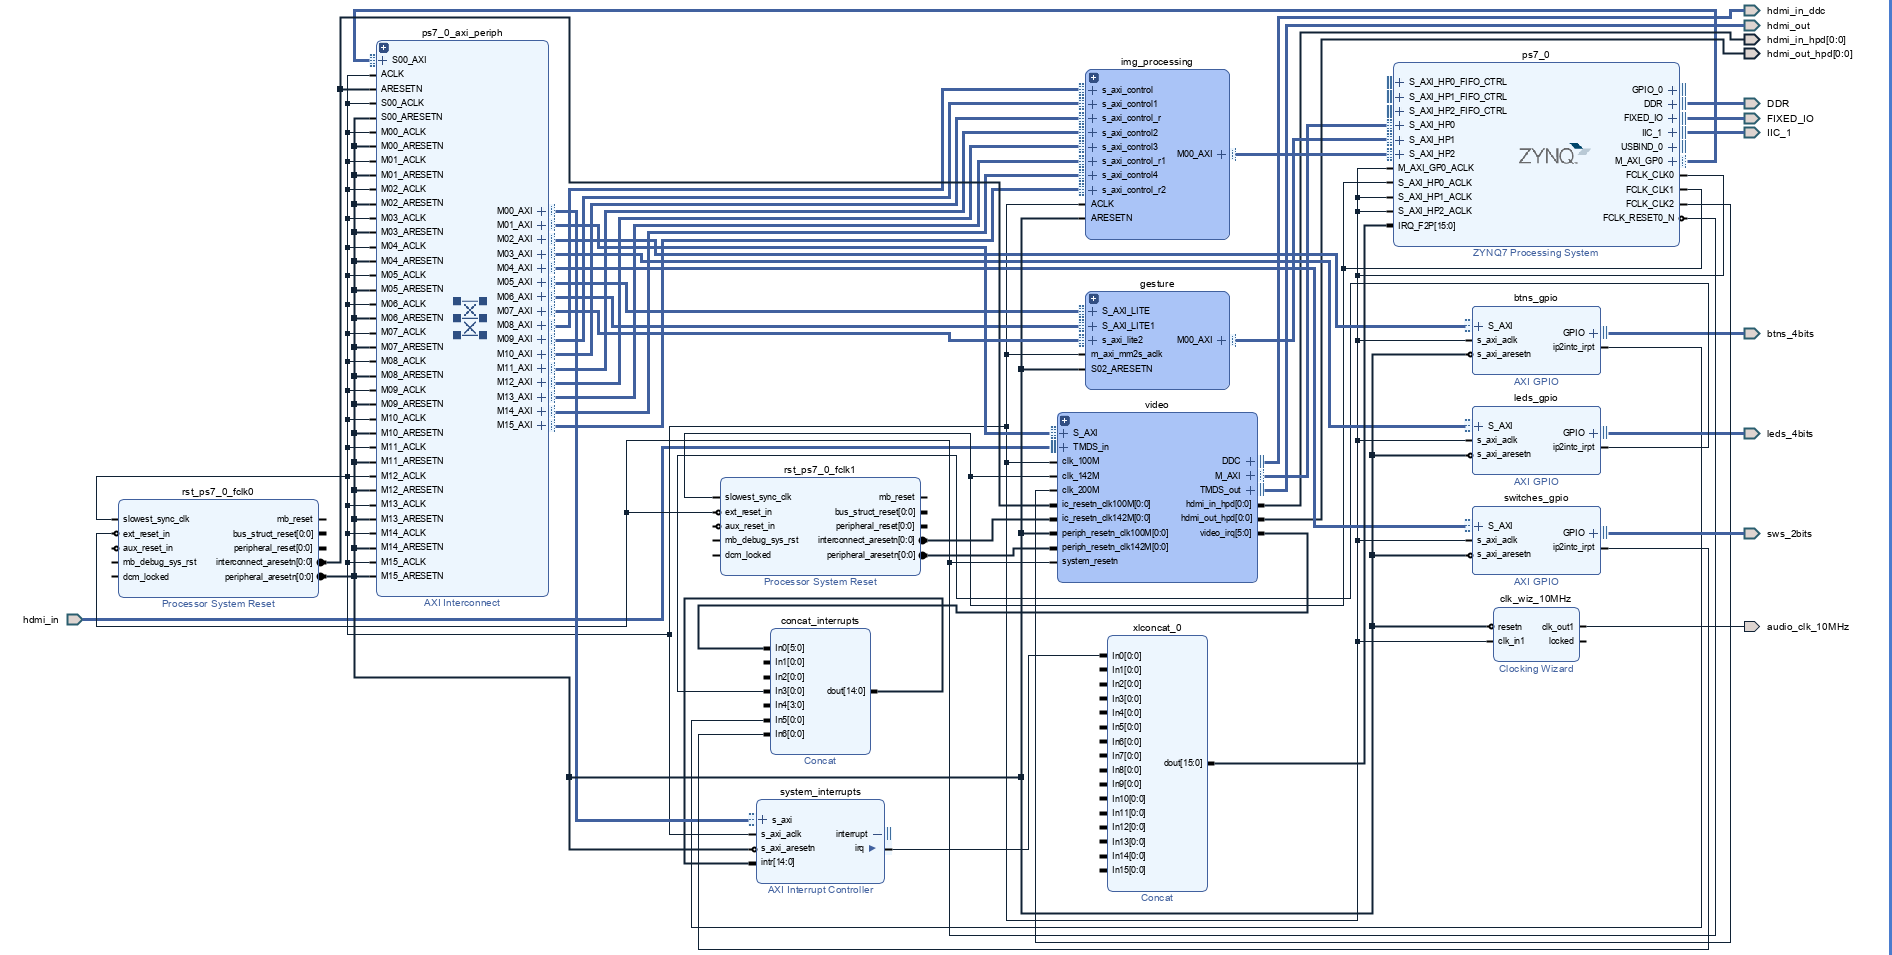 hdmi_in_ddc
hdmi_out
hdmi_in_hpd[0:0]
hdmi_out_hpd[0:0]
DDR
FIXED_IO
IIC_1
btns_4bits
leds_4bits
sws_2bits
audio_clk_10MHz
hdmi_in
ps7_0_axi_periph
S00_AXI
ACLK
ARESETN
S00_ACLK
S00_ARESETN
M00_ACLK
M00_ARESETN
M01_ACLK
M01_ARESETN
M02_ACLK
M02_ARESETN
M03_ACLK
M03_ARESETN
M04_ACLK
M04_ARESETN
M05_ACLK
M05_ARESETN
M06_ACLK
M06_ARESETN
M07_ACLK
M07_ARESETN
M08_ACLK
M08_ARESETN
M09_ACLK
M09_ARESETN
M10_ACLK
M10_ARESETN
M11_ACLK
M11_ARESETN
M12_ACLK
M12_ARESETN
M13_ACLK
M13_ARESETN
M14_ACLK
M14_ARESETN
M15_ACLK
M15_ARESETN
M00_AXI
M01_AXI
M02_AXI
M03_AXI
M04_AXI
M05_AXI
M06_AXI
M07_AXI
M08_AXI
M09_AXI
M10_AXI
M11_AXI
M12_AXI
M13_AXI
M14_AXI
M15_AXI
AXI Interconnect
rst_ps7_0_fclk0
slowest_sync_clk
ext_reset_in
aux_reset_in
mb_debug_sys_rst
dcm_locked
mb_reset
bus_struct_reset[0:0]
peripheral_reset[0:0]
interconnect_aresetn[0:0]
peripheral_aresetn[0:0]
Processor System Reset
rst_ps7_0_fclk1
slowest_sync_clk
ext_reset_in
aux_reset_in
mb_debug_sys_rst
dcm_locked
mb_reset
bus_struct_reset[0:0]
peripheral_reset[0:0]
interconnect_aresetn[0:0]
peripheral_aresetn[0:0]
Processor System Reset
concat_interrupts
In0[5:0]
In1[0:0]
In2[0:0]
In3[0:0]
In4[3:0]
In5[0:0]
In6[0:0]
dout[14:0]
Concat
system_interrupts
s_axi
s_axi_aclk
s_axi_aresetn
intr[14:0]
interrupt
irq
AXI Interrupt Controller
img_processing
s_axi_control
s_axi_control1
s_axi_control_r
s_axi_control2
s_axi_control3
s_axi_control_r1
s_axi_control4
s_axi_control_r2
ACLK
ARESETN
M00_AXI
gesture
S_AXI_LITE
S_AXI_LITE1
s_axi_lite2
m_axi_mm2s_aclk
S02_ARESETN
M00_AXI
video
S_AXI
TMDS_in
clk_100M
clk_142M
clk_200M
ic_resetn_clk100M[0:0]
ic_resetn_clk142M[0:0]
periph_resetn_clk100M[0:0]
periph_resetn_clk142M[0:0]
system_resetn
DDC
M_AXI
TMDS_out
hdmi_in_hpd[0:0]
hdmi_out_hpd[0:0]
video_irq[5:0]
xlconcat_0
In0[0:0]
In1[0:0]
In2[0:0]
In3[0:0]
In4[0:0]
In5[0:0]
In6[0:0]
In7[0:0]
In8[0:0]
In9[0:0]
In10[0:0]
In11[0:0]
In12[0:0]
In13[0:0]
In14[0:0]
In15[0:0]
dout[15:0]
Concat
ps7_0
S_AXI_HP0_FIFO_CTRL
S_AXI_HP1_FIFO_CTRL
S_AXI_HP2_FIFO_CTRL
S_AXI_HP0
S_AXI_HP1
S_AXI_HP2
M_AXI_GP0_ACLK
S_AXI_HP0_ACLK
S_AXI_HP1_ACLK
S_AXI_HP2_ACLK
IRQ_F2P[15:0]
ZYNQ
GPIO_0
DDR
FIXED_IO
IIC_1
USBIND_0
M_AXI_GP0
FCLK_CLK0
FCLK_CLK1
FCLK_CLK2
FCLK_RESET0_N
ZYNQ7 Processing System
btns_gpio
S_AXI
s_axi_aclk
s_axi_aresetn
GPIO
ip2intc_irpt
AXI GPIO
leds_gpio
S_AXI
s_axi_aclk
s_axi_aresetn
GPIO
ip2intc_irpt
AXI GPIO
switches_gpio
S_AXI
s_axi_aclk
s_axi_aresetn
GPIO
ip2intc_irpt
AXI GPIO
clk_wiz_10MHz
resetn
clk_in1
clk_out1
locked
Clocking Wizard